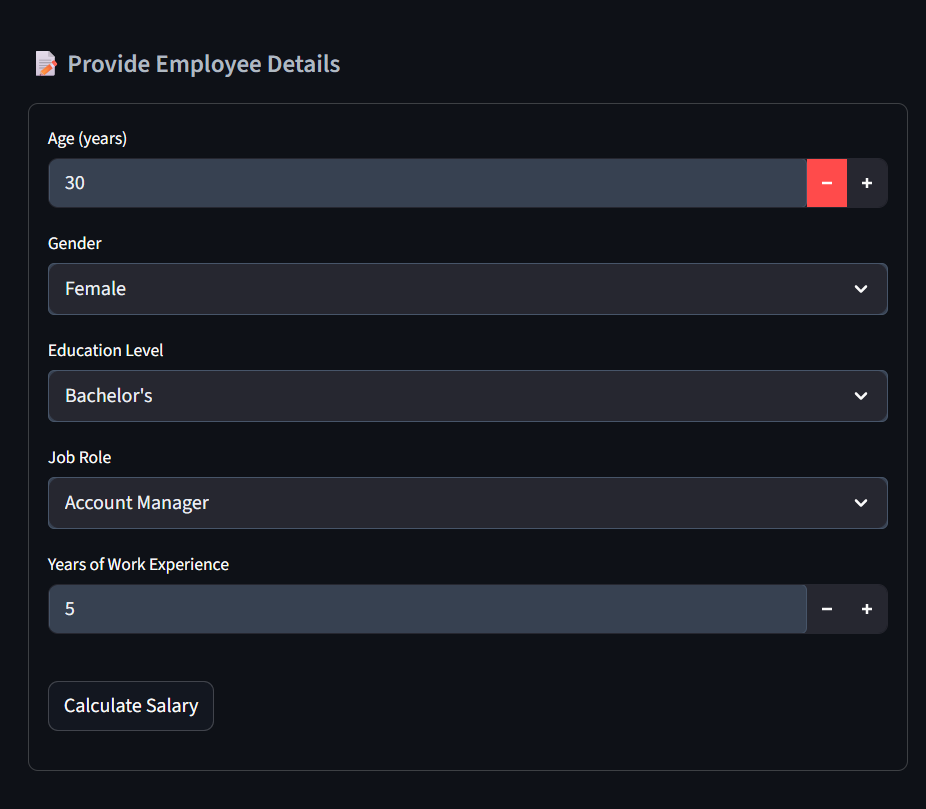 Provide Employee Details
Age (years)
30
Gender
Female
Education Level
Bachelor's
Job Role
Account Manager
Years of Work Experience
5
Calculate Salary